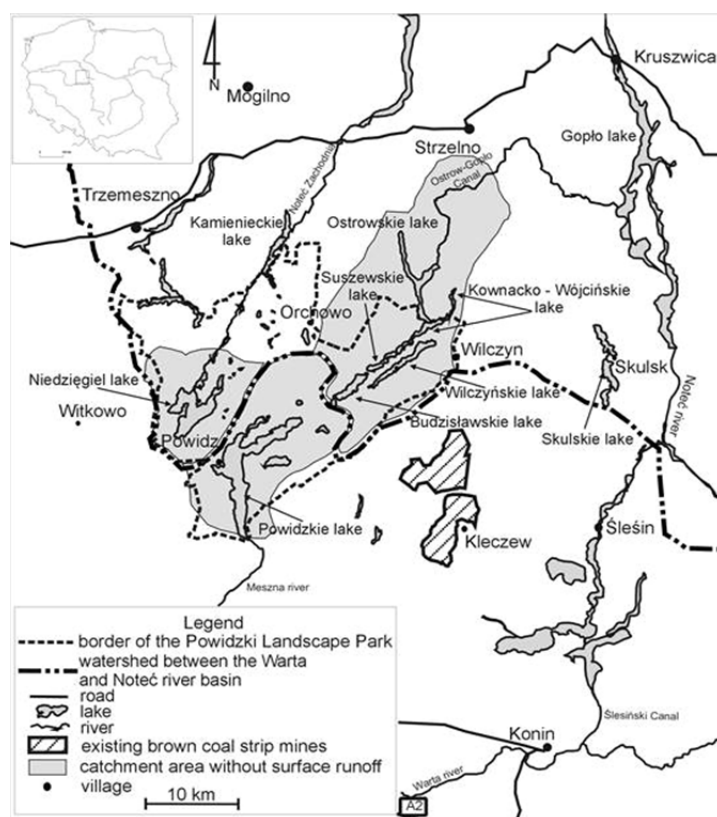 N
Mogilno
Kruszwica
Strzelno
Gopło lake
Noteć Zachodnia
Ostrow-Gopło
Canal
Trzemeszno
Kamienieckie
lake
Ostrowskie lake
Suszewskie
lake
Kownacko - Wójcińskie
lake
Orchowo
Wilczyn
Skulsk
Niedzięgiel lake
Wilczyńskie lake
Noteć river
Witkowo
Budzisławskie lake
Skulskie lake
Powidz
Powidzkie lake
Kleczew
Śleśin
Meszna river
Legend
border of the Powidzki Landscape Park
watershed between the Warta
and Noteć river basin
road
lake
river
existing brown coal strip mines
catchment area without surface runoff
village
10 km
Ślesiński Canal
Konin
Warta river
A2